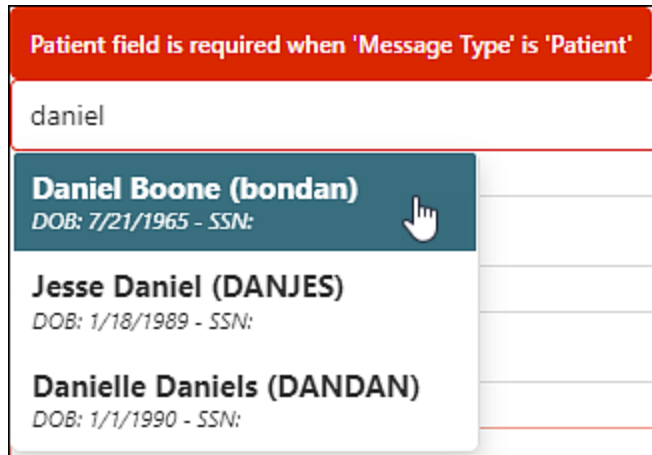 Patient field is required when 'Message Type' is 'Patient'
daniel
Daniel Boone (bondan)
DOB: 7/21/1965 - SSN:
Jesse Daniel (DANJES)
DOB: 1/18/1989 - SSN:
Danielle Daniels (DANDAN)
DOB: 1/1/1990 - SSN: